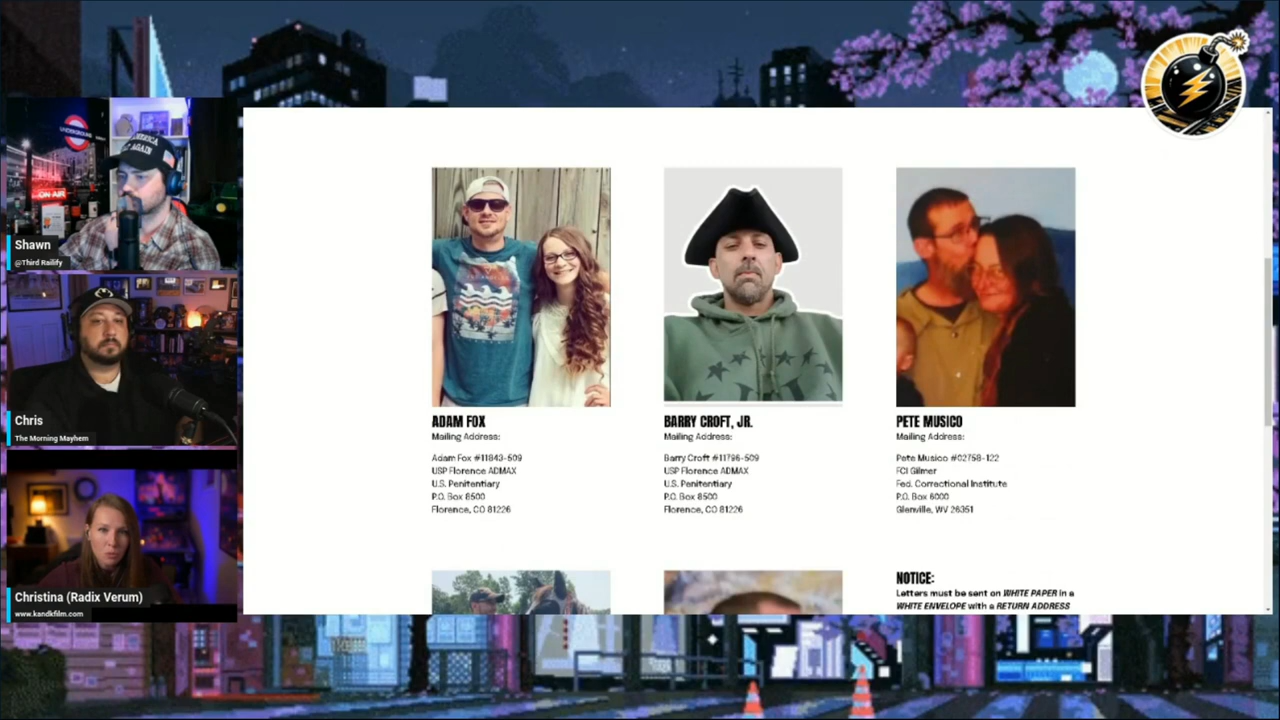 UNDERGROUND
ON AIR
Shawn
@Third Railify
Chris
The Morning Mayhem
Christina (Radix Verum)
www.kandkfilm.com
ADAM FOX
Mailing Address:
Adam Fox #11843-509
USP Florence ADMAX
U.S. Penitentiary
P.O. Box 8500
Florence, CO 81226
BARRY CROFT, JR.
Mailing Address:
Barry Croft #11796-509
USP Florence ADMAX
U.S. Penitentiary
P.O. Box 8500
Florence, CO 81226
PETE MUSICO
Mailing Address:
Pete Musico #02758-122
FCI Gilmer
Fed. Correctional Institute
P.O. Box 6000
Glenville, WV 26351
NOTICE:
Letters must be sent on WHITE PAPER in a
WHITE ENVELOPE with a RETURN ADDRESS